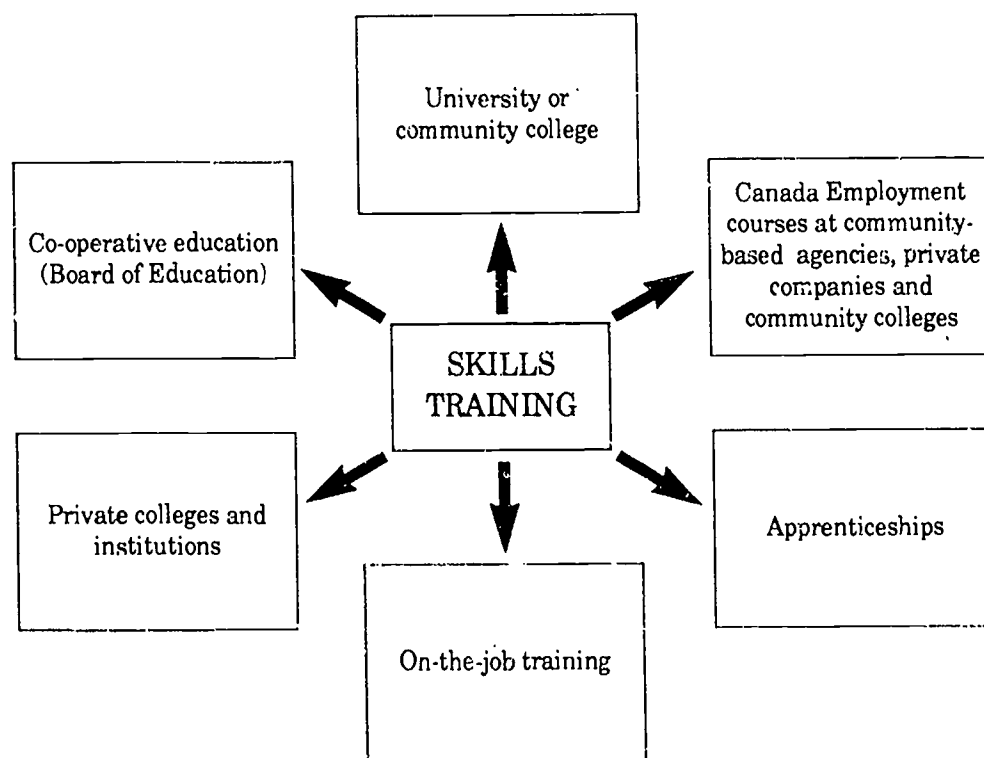 University or
community college
Co-operative education
(Board of Education)
Canada Employment
courses at community-
based agencies, private
companies and
community colleges
SKILLS
TRAINING
Private colleges and
institutions
Apprenticeships
On-the-job training